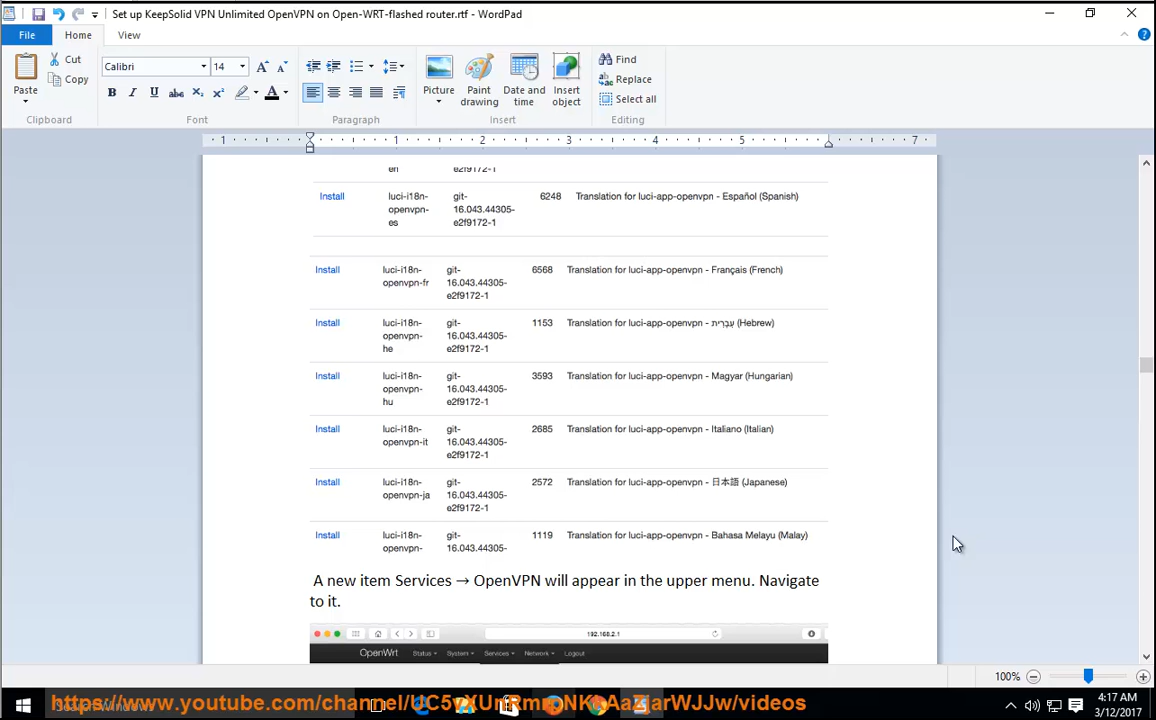 Set up KeepSolid VPN Unlimited OpenVPN on Open-WRT-flashed router.rtf - WordPad
File Home View
Paste Cut Copy
Calibri 14
Picture Paint drawing Date and time Insert object
Find
Replace
Select all
Clipboard Font Paragraph Insert Editing
1 1 2 3 4 5 7
en e2f9172-1
Install luci-i18n-openvpn-es git-16.043.44305-e2f9172-1 6248 Translation for luci-app-openvpn - Español (Spanish)
Install luci-i18n-openvpn-fr git-16.043.44305-e2f9172-1 6568 Translation for luci-app-openvpn - Français (French)
Install luci-i18n-openvpn-he git-16.043.44305-e2f9172-1 1153 Translation for luci-app-openvpn - עִבְרִית (Hebrew)
Install luci-i18n-openvpn-hu git-16.043.44305-e2f9172-1 3593 Translation for luci-app-openvpn - Magyar (Hungarian)
Install luci-i18n-openvpn-it git-16.043.44305-e2f9172-1 2685 Translation for luci-app-openvpn - Italiano (Italian)
Install luci-i18n-openvpn-ja git-16.043.44305-e2f9172-1 2572 Translation for luci-app-openvpn - 日本語 (Japanese)
Install luci-i18n-openvpn- git-16.043.44305- 1119 Translation for luci-app-openvpn - Bahasa Melayu (Malay)
A new item Services → OpenVPN will appear in the upper menu. Navigate
to it.
192.168.2.1
OpenWrt Status System Services Network Logout
100%
4:17 AM
3/12/2017